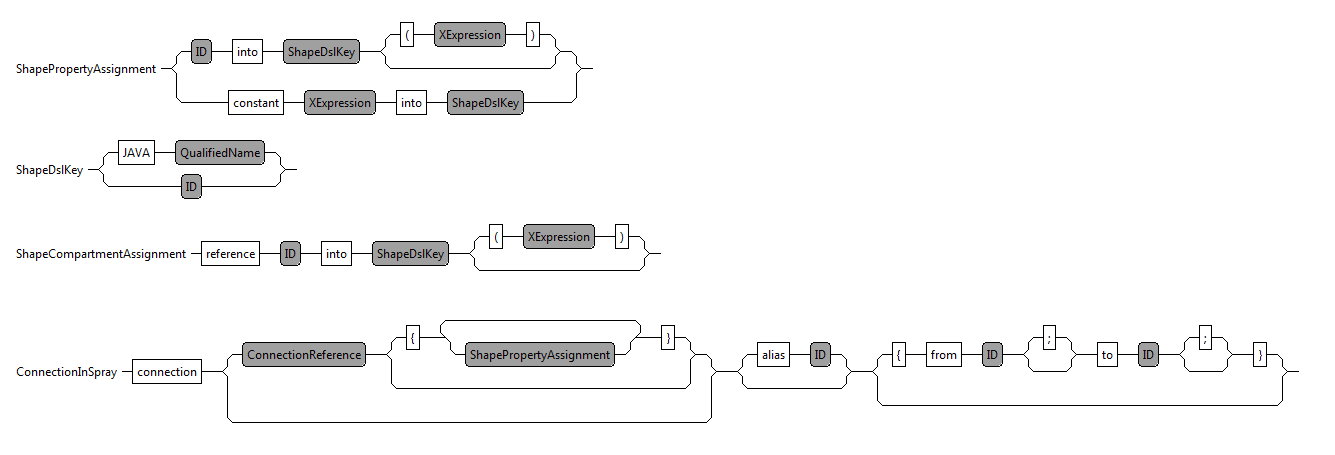 ( XExpression )
ID into ShapeDslKey
ShapePropertyAssignment
constant XExpression into ShapeDslKey
JAVA QualifiedName
ShapeDslKey
ID
( XExpression )
ShapeCompartmentAssignment reference ID into ShapeDslKey
{ } { from ID ; to ID ; }
ConnectionReference ShapePropertyAssignment alias ID
ConnectionInSpray connection